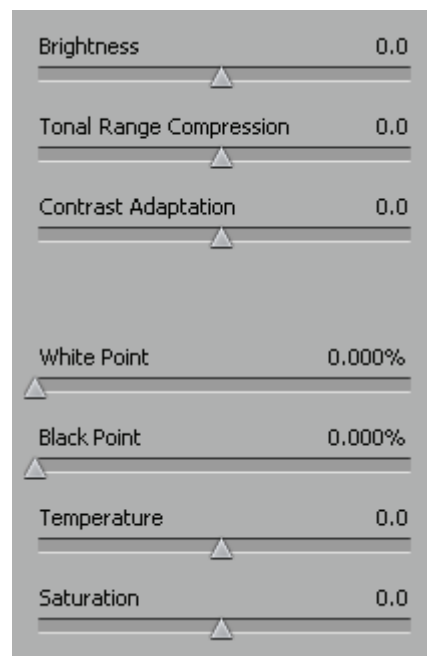 Brightness 0.0
Tonal Range Compression 0.0
Contrast Adaptation 0.0
White Point 0.000%
Black Point 0.000%
Temperature 0.0
Saturation 0.0